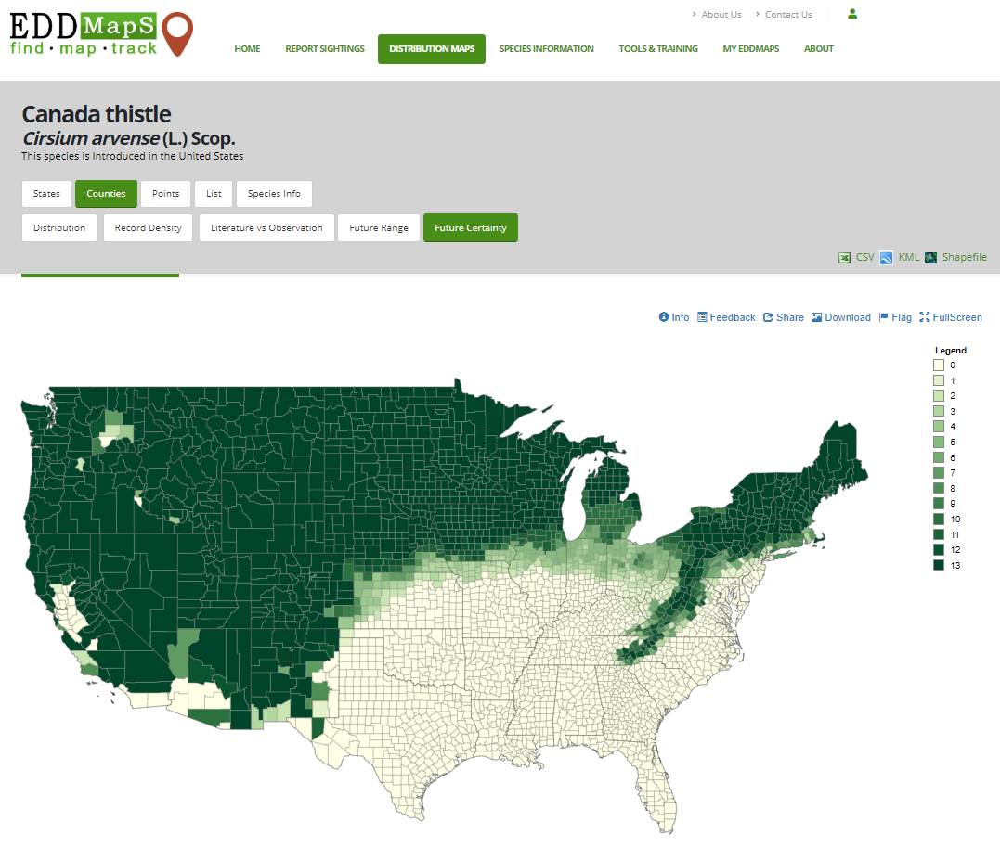 EDDMapS
find · map · track
About Us
Contact Us
HOME
REPORT SIGHTINGS
DISTRIBUTION MAPS
SPECIES INFORMATION
TOOLS & TRAINING
MY EDDMAPS
ABOUT
Canada thistle
Cirsium arvense (L.) Scop.
This species is Introduced in the United States
States
Counties
Points
List
Species Info
Distribution
Record Density
Literature vs Observation
Future Range
Future Certainty
CSV
KML
Shapefile
Info
Feedback
Share
Download
Flag
FullScreen
Legend
0
1
2
3
4
5
6
7
8
9
10
11
12
13